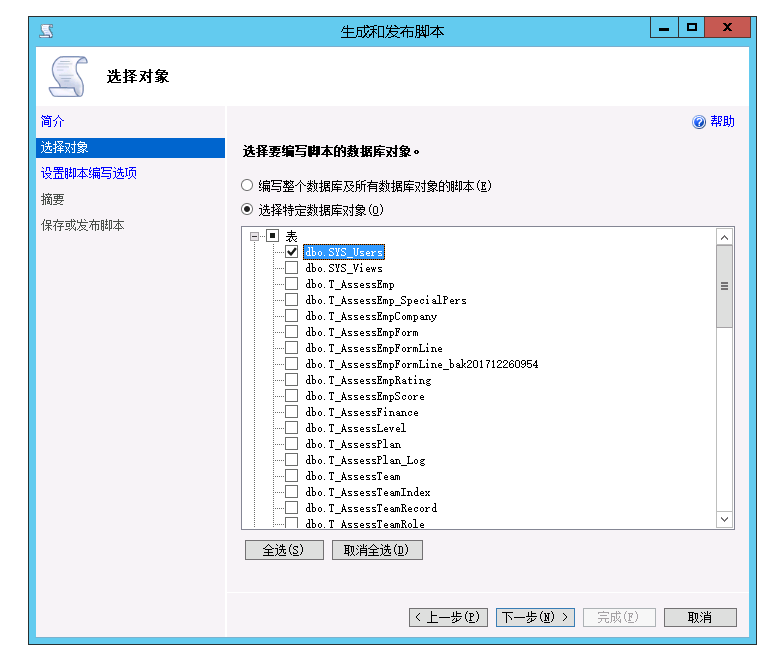 生成和发布脚本
选择对象
简介
选择对象
设置脚本编写选项
摘要
保存或发布脚本
帮助
选择要编写脚本的数据库对象。
编写整个数据库及所有数据库对象的脚本(E)
选择特定数据库对象(O)
表
dbo.SYS_Users
dbo.SYS_Views
dbo.T_AssessEmp
dbo.T_AssessEmp_SpecialPers
dbo.T_AssessEmpCompany
dbo.T_AssessEmpForm
dbo.T_AssessEmpFormLine
dbo.T_AssessEmpFormLine_bak201712260954
dbo.T_AssessEmpRating
dbo.T_AssessEmpScore
dbo.T_AssessFinance
dbo.T_AssessLevel
dbo.T_AssessPlan
dbo.T_AssessPlan_Log
dbo.T_AssessTeam
dbo.T_AssessTeamIndex
dbo.T_AssessTeamRecord
dbo.T_AssessTeamRole
全选(S) 取消全选(D)
< 上一步(P) 下一步(N) > 完成(F) 取消